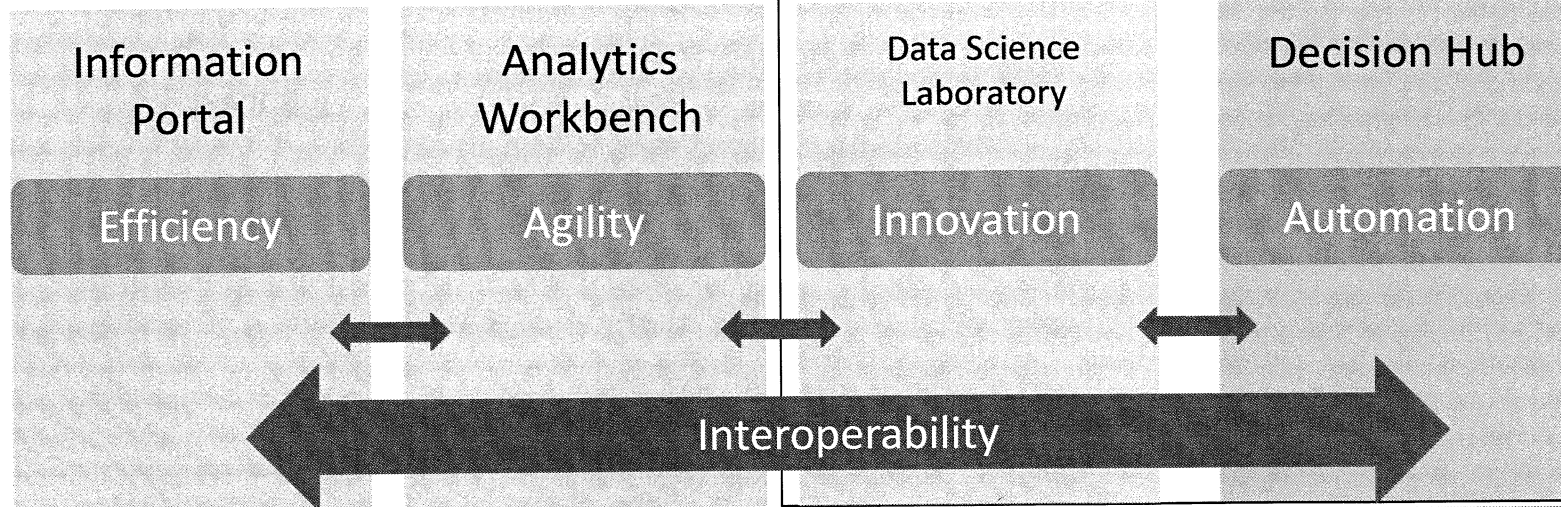 Information
Portal
Efficiency
Analytics
Workbench
Agility
Data Science
Laboratory
Innovation
Decision Hub
Automation
Interoperability